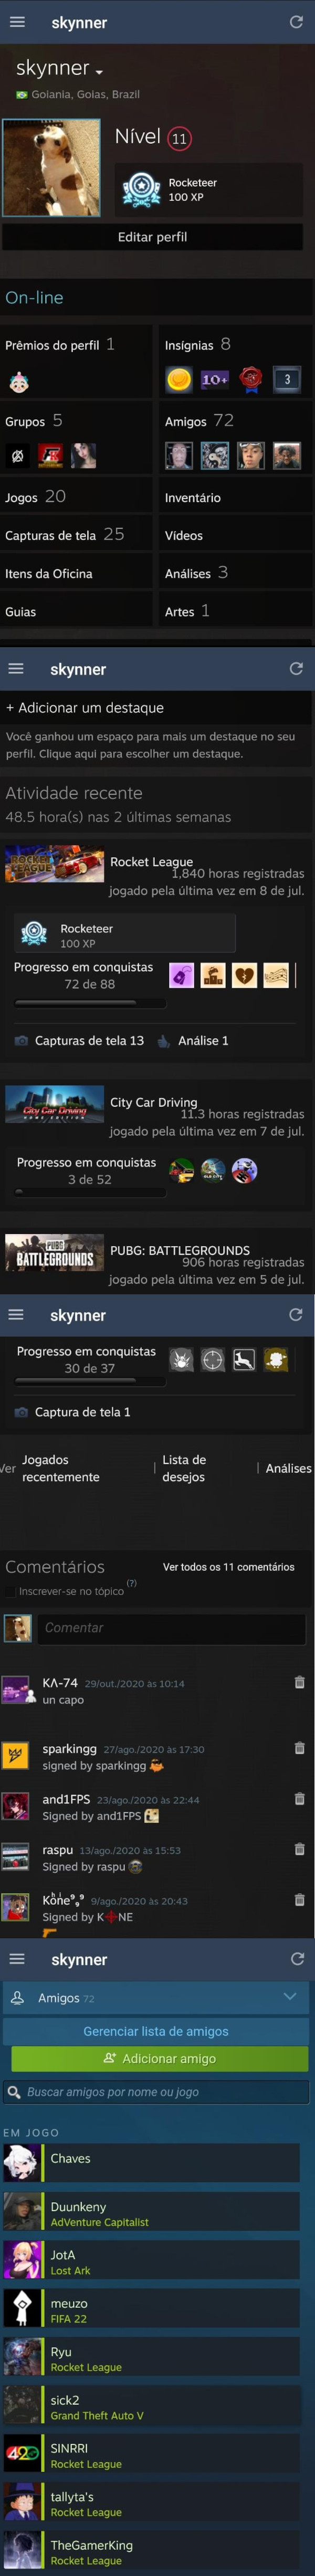 skynner
skynner
Goiania, Goias, Brazil
Nível 11
Rocketeer
100 XP
Editar perfil
On-line
Prêmios do perfil 1
Insígnias 8
10+
3
Grupos 5
Amigos 72
Jogos 20
Inventário
Capturas de tela 25
Vídeos
Itens da Oficina
Análises 3
Guias
Artes 1
skynner
+ Adicionar um destaque
Você ganhou um espaço para mais um destaque no seu
perfil. Clique aqui para escolher um destaque.
Atividade recente
48.5 hora(s) nas 2 últimas semanas
ROCKET LEAGUE
Rocket League
1,840 horas registradas
jogado pela última vez em 8 de jul.
Rocketeer
100 XP
Progresso em conquistas
72 de 88
Capturas de tela 13
Análise 1
City Car Driving
HOME EDITION
City Car Driving
11.3 horas registradas
jogado pela última vez em 7 de jul.
Progresso em conquistas
3 de 52
PUBG
BATTLEGROUNDS
PUBG: BATTLEGROUNDS
906 horas registradas
jogado pela última vez em 5 de jul.
skynner
Progresso em conquistas
30 de 37
Captura de tela 1
Ver
Jogados
recentemente
| Lista de
desejos
| Análises
Comentários
Ver todos os 11 comentários
Inscrever-se no tópico (?)
Comentar
KΛ-74 29/out./2020 às 10:14
un capo
sparkingg 27/ago./2020 às 17:30
signed by sparkingg
and1FPS 23/ago./2020 às 22:44
Signed by and1FPS
raspu 13/ago./2020 às 15:53
Signed by raspu
9/ago./2020 às 20:43
Signed by K NE
skynner
Amigos 72
Gerenciar lista de amigos
Adicionar amigo
Buscar amigos por nome ou jogo
EM JOGO
Chaves
Duunkeny
AdVenture Capitalist
JotA
Lost Ark
meuzo
FIFA 22
Ryu
Rocket League
sick2
Grand Theft Auto V
420
SINRRI
Rocket League
tallyta's
Rocket League
TheGamerKing
Rocket League